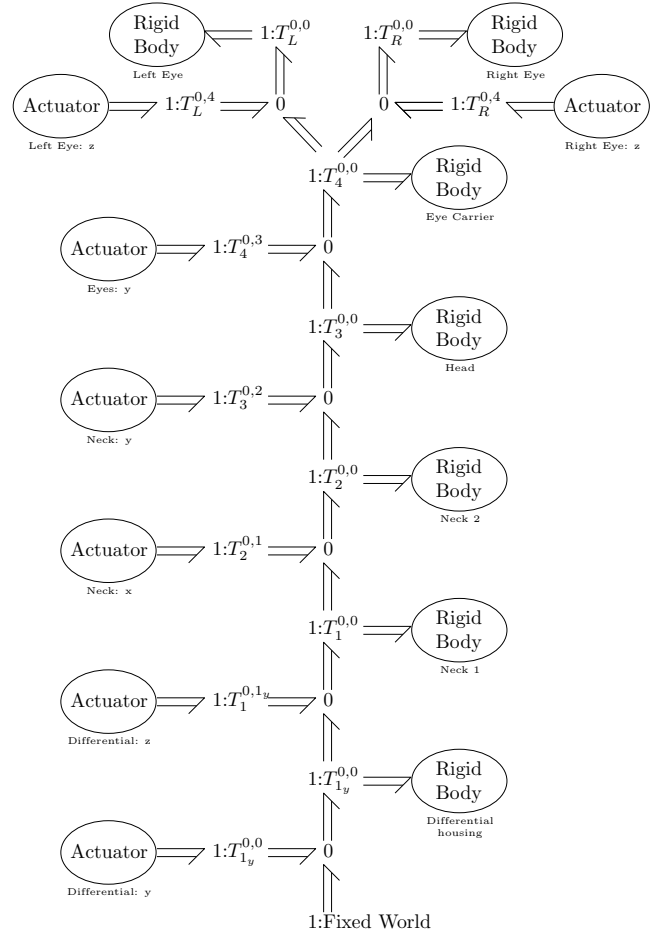 Rigid
Body
Left Eye
1:T_L^{0,0}
1:T_R^{0,0}
Rigid
Body
Right Eye
Actuator
Left Eye: z
1:T_L^{0,4}
0
0
1:T_R^{0,4}
Actuator
Right Eye: z
1:T_4^{0,0}
Rigid
Body
Eye Carrier
Actuator
Eyes: y
1:T_4^{0,3}
0
1:T_3^{0,0}
Rigid
Body
Head
Actuator
Neck: y
1:T_3^{0,2}
0
1:T_2^{0,0}
Rigid
Body
Neck 2
Actuator
Neck: x
1:T_2^{0,1}
0
1:T_1^{0,0}
Rigid
Body
Neck 1
Actuator
Differential: z
1:T_1^{0,1_y}
0
1:T_{1_y}^{0,0}
Rigid
Body
Differential
housing
Actuator
Differential: y
1:T_{1_y}^{0,0}
0
1:Fixed World